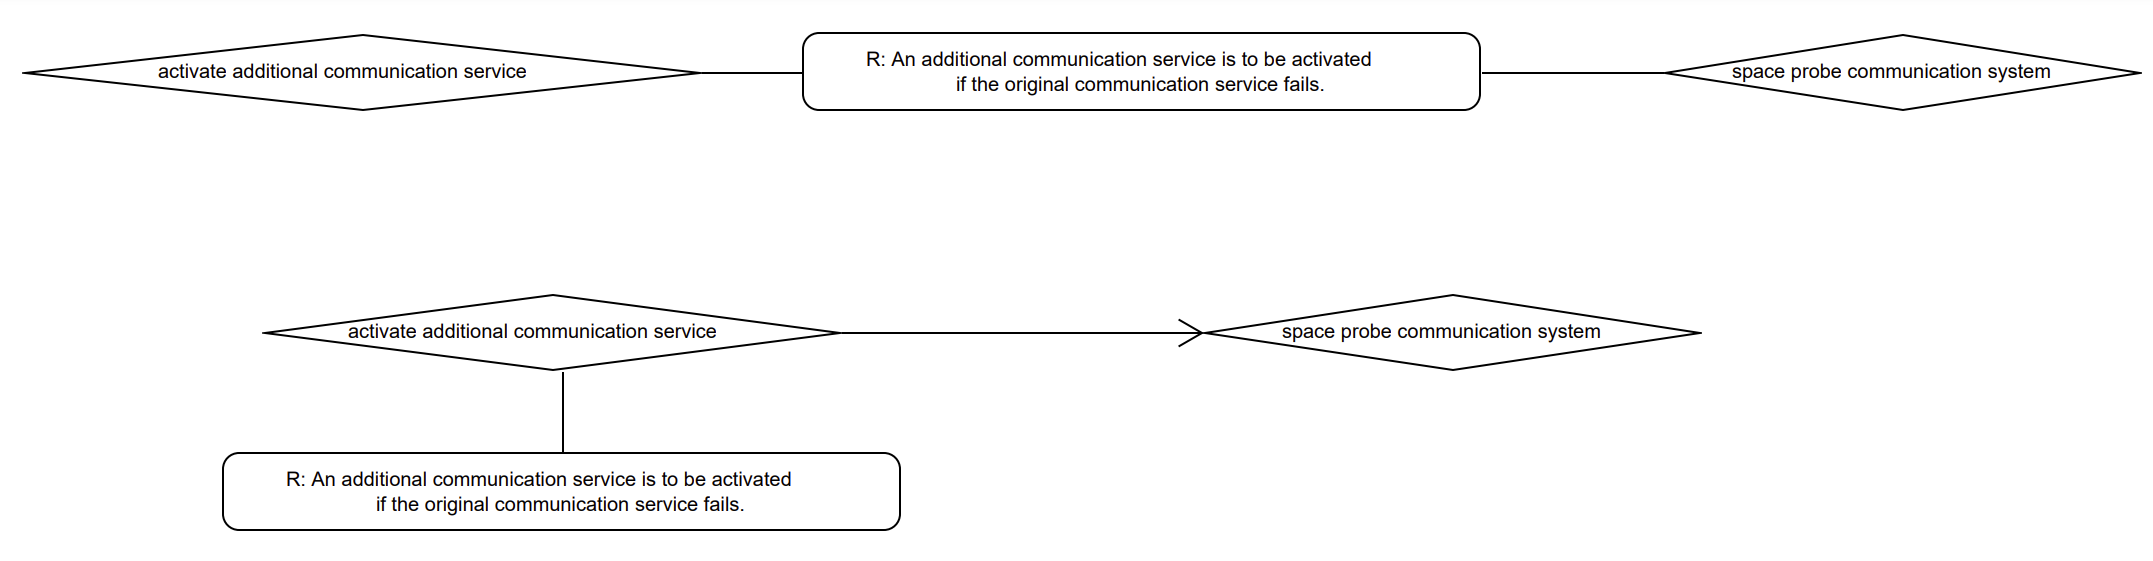 activate additional communication service
R: An additional communication service is to be activated
if the original communication service fails.
space probe communication system
activate additional communication service
space probe communication system
R: An additional communication service is to be activated
if the original communication service fails.